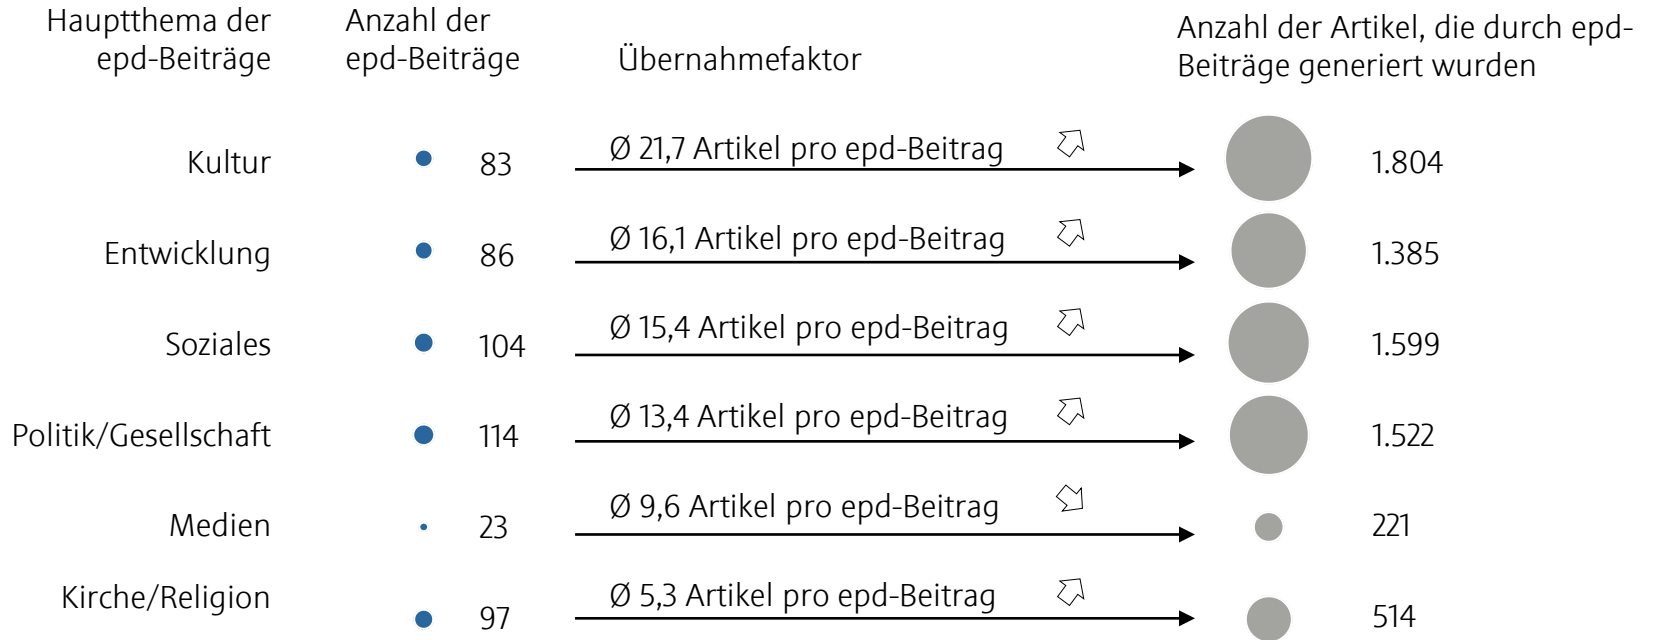 Hauptthema der
epd-Beiträge
Anzahl der
epd-Beiträge
Übernahmefaktor
Anzahl der Artikel, die durch epd-
Beiträge generiert wurden
Kultur
83
Ø 21,7 Artikel pro epd-Beitrag
1.804
Entwicklung
86
Ø 16,1 Artikel pro epd-Beitrag
1.385
Soziales
104
Ø 15,4 Artikel pro epd-Beitrag
1.599
Politik/Gesellschaft
114
Ø 13,4 Artikel pro epd-Beitrag
1.522
Medien
23
Ø 9,6 Artikel pro epd-Beitrag
221
Kirche/Religion
97
Ø 5,3 Artikel pro epd-Beitrag
514